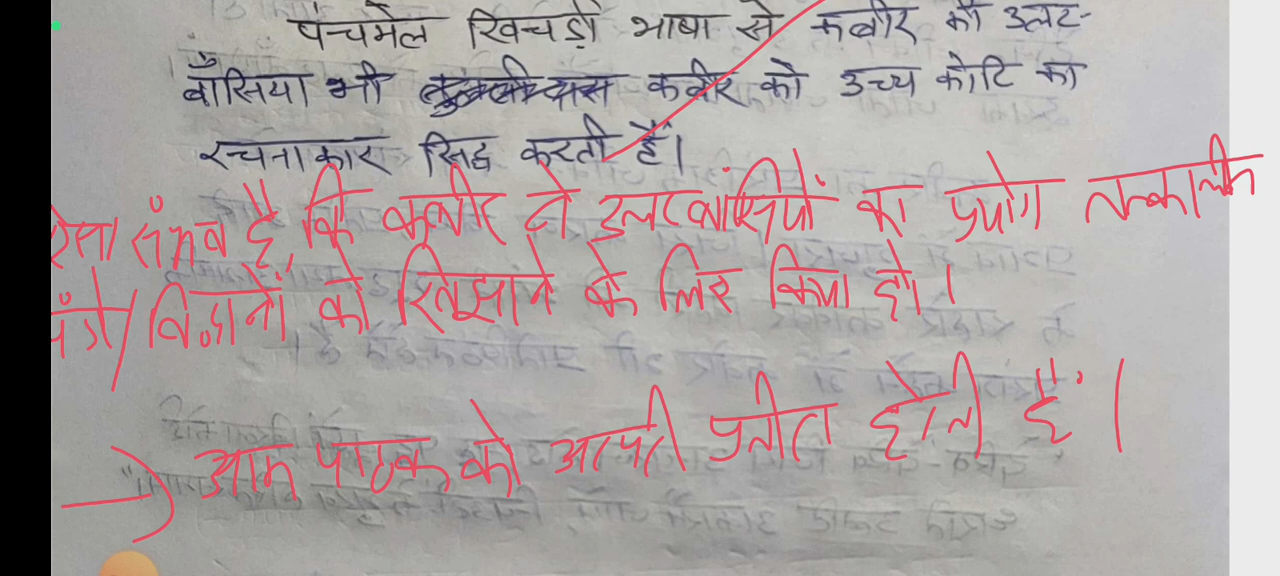 पंचमेल खिचड़ी भाषा से कबीर की उलट-
बाँसिया भी कबीर को उच्च कोटि का
रचनाकार सिद्ध करती हैं।
ऐसा संभव है, कि कबीर ने उलटबांसियों का प्रयोग तत्कालीन
पंडो/विद्वानों को रिझाने के लिए किया हो।
→ आम पाठक को अटपटी प्रतीत होती है।